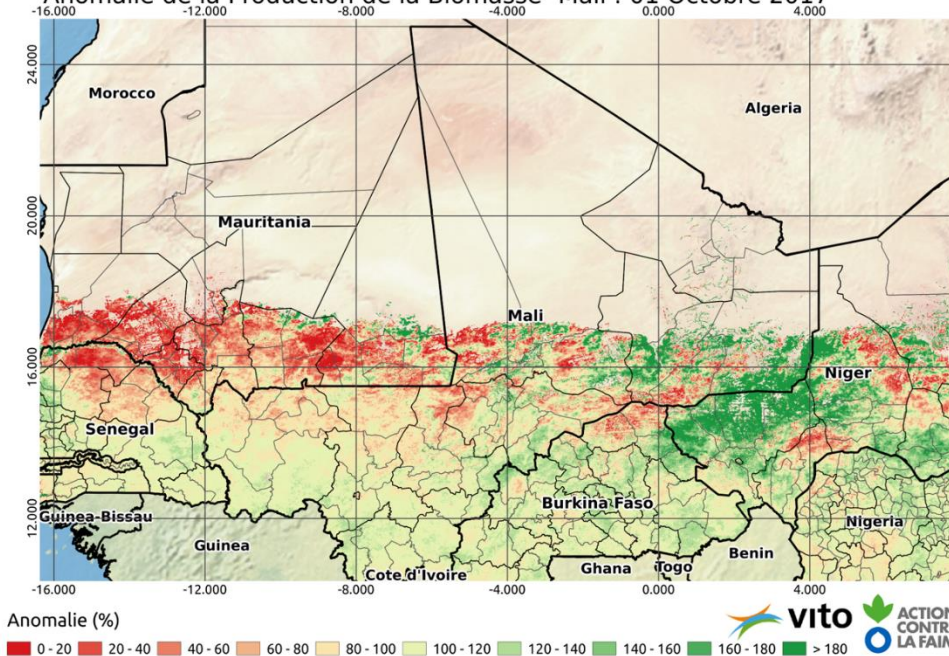 Anomalie de la Production de la Biomasse- Mali : 01 Octobre 2017
-16.000 -12.000 -8.000 -4.000 0.000 4.000
24.000
Morocco
Algeria
20.000
Mauritania
Mali
16.000
Niger
Senegal
12.000
Burkina Faso
Guinea-Bissau
Nigeria
Guinea
Benin
Cote d'Ivoire
Ghana
Togo
-16.000 -12.000 -8.000 -4.000 0.000 4.000
Anomalie (%)
vito
ACTION
CONTRE
LA FAIM
0 - 20 20 - 40 40 - 60 60 - 80 80 - 100 100 - 120 120 - 140 140 - 160 160 - 180 > 180